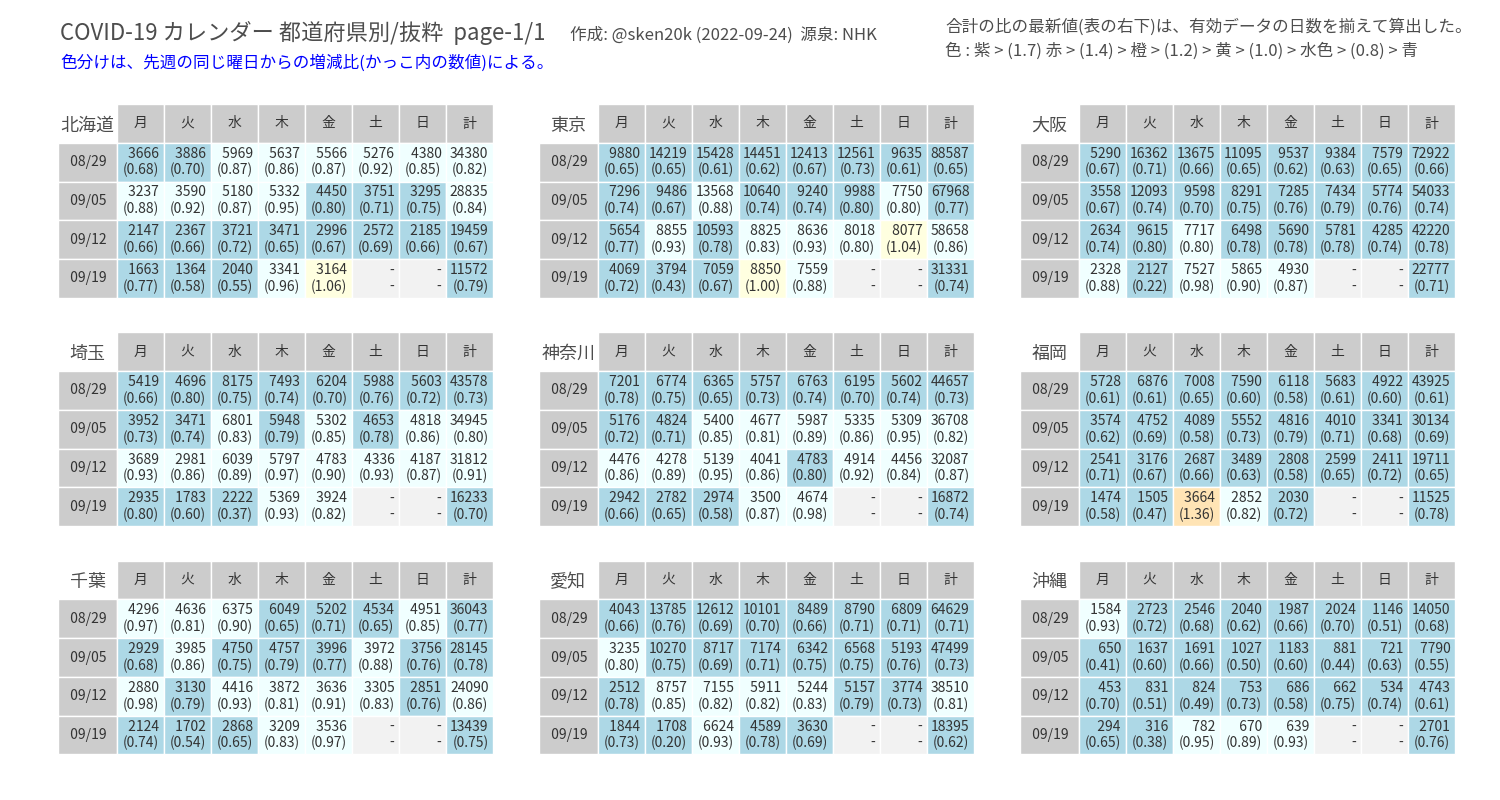 COVID-19 カレンダー 都道府県別/抜粋 page-1/1 作成: @sken20k (2022-09-24) 源泉: NHK
合計の比の最新値(表の右下)は、有効データの日数を揃えて算出した。
色分けは、先週の同じ曜日からの増減比(かっこ内の数値)による。
色 : 紫 > (1.7) 赤 > (1.4) > 橙 > (1.2) > 黄 > (1.0) > 水色 > (0.8) > 青
北海道 月 火 水 木 金 土 日 計
08/29 3666 3886 5969 5637 5566 5276 4380 34380
(0.68) (0.70) (0.87) (0.86) (0.87) (0.92) (0.85) (0.82)
09/05 3237 3590 5180 5332 4450 3751 3295 28835
(0.88) (0.92) (0.87) (0.95) (0.80) (0.71) (0.75) (0.84)
09/12 2147 2367 3721 3471 2996 2572 2185 19459
(0.66) (0.66) (0.72) (0.65) (0.67) (0.69) (0.66) (0.67)
09/19 1663 1364 2040 3341 3164 - - 11572
(0.77) (0.58) (0.55) (0.96) (1.06) - - (0.79)
東京 月 火 水 木 金 土 日 計
08/29 9880 14219 15428 14451 12413 12561 9635 88587
(0.65) (0.65) (0.61) (0.62) (0.67) (0.73) (0.61) (0.65)
09/05 7296 9486 13568 10640 9240 9988 7750 67968
(0.74) (0.67) (0.88) (0.74) (0.74) (0.80) (0.80) (0.77)
09/12 5654 8855 10593 8825 8636 8018 8077 58658
(0.77) (0.93) (0.78) (0.83) (0.93) (0.80) (1.04) (0.86)
09/19 4069 3794 7059 8850 7559 - - 31331
(0.72) (0.43) (0.67) (1.00) (0.88) - - (0.74)
大阪 月 火 水 木 金 土 日 計
08/29 5290 16362 13675 11095 9537 9384 7579 72922
(0.67) (0.71) (0.66) (0.65) (0.62) (0.63) (0.65) (0.66)
09/05 3558 12093 9598 8291 7285 7434 5774 54033
(0.67) (0.74) (0.70) (0.75) (0.76) (0.79) (0.76) (0.74)
09/12 2634 9615 7717 6498 5690 5781 4285 42220
(0.74) (0.80) (0.80) (0.78) (0.78) (0.78) (0.74) (0.78)
09/19 2328 2127 7527 5865 4930 - - 22777
(0.88) (0.22) (0.98) (0.90) (0.87) - - (0.71)
埼玉 月 火 水 木 金 土 日 計
08/29 5419 4696 8175 7493 6204 5988 5603 43578
(0.66) (0.80) (0.75) (0.74) (0.70) (0.76) (0.72) (0.73)
09/05 3952 3471 6801 5948 5302 4653 4818 34945
(0.73) (0.74) (0.83) (0.79) (0.85) (0.78) (0.86) (0.80)
09/12 3689 2981 6039 5797 4783 4336 4187 31812
(0.93) (0.86) (0.89) (0.97) (0.90) (0.93) (0.87) (0.91)
09/19 2935 1783 2222 5369 3924 - - 16233
(0.80) (0.60) (0.37) (0.93) (0.82) - - (0.70)
神奈川 月 火 水 木 金 土 日 計
08/29 7201 6774 6365 5757 6763 6195 5602 44657
(0.78) (0.75) (0.65) (0.73) (0.74) (0.70) (0.74) (0.73)
09/05 5176 4824 5400 4677 5987 5335 5309 36708
(0.72) (0.71) (0.85) (0.81) (0.89) (0.86) (0.95) (0.82)
09/12 4476 4278 5139 4041 4783 4914 4456 32087
(0.86) (0.89) (0.95) (0.86) (0.80) (0.92) (0.84) (0.87)
09/19 2942 2782 2974 3500 4674 - - 16872
(0.66) (0.65) (0.58) (0.87) (0.98) - - (0.74)
福岡 月 火 水 木 金 土 日 計
08/29 5728 6876 7008 7590 6118 5683 4922 43925
(0.61) (0.61) (0.65) (0.60) (0.58) (0.61) (0.60) (0.61)
09/05 3574 4752 4089 5552 4816 4010 3341 30134
(0.62) (0.69) (0.58) (0.73) (0.79) (0.71) (0.68) (0.69)
09/12 2541 3176 2687 3489 2808 2599 2411 19711
(0.71) (0.67) (0.66) (0.63) (0.58) (0.65) (0.72) (0.65)
09/19 1474 1505 3664 2852 2030 - - 11525
(0.58) (0.47) (1.36) (0.82) (0.72) - - (0.78)
千葉 月 火 水 木 金 土 日 計
08/29 4296 4636 6375 6049 5202 4534 4951 36043
(0.97) (0.81) (0.90) (0.65) (0.71) (0.65) (0.85) (0.77)
09/05 2929 3985 4750 4757 3996 3972 3756 28145
(0.68) (0.86) (0.75) (0.79) (0.77) (0.88) (0.76) (0.78)
09/12 2880 3130 4416 3872 3636 3305 2851 24090
(0.98) (0.79) (0.93) (0.81) (0.91) (0.83) (0.76) (0.86)
09/19 2124 1702 2868 3209 3536 - - 13439
(0.74) (0.54) (0.65) (0.83) (0.97) - - (0.75)
愛知 月 火 水 木 金 土 日 計
08/29 4043 13785 12612 10101 8489 8790 6809 64629
(0.66) (0.76) (0.69) (0.70) (0.66) (0.71) (0.71) (0.71)
09/05 3235 10270 8717 7174 6342 6568 5193 47499
(0.80) (0.75) (0.69) (0.71) (0.75) (0.75) (0.76) (0.73)
09/12 2512 8757 7155 5911 5244 5157 3774 38510
(0.78) (0.85) (0.82) (0.82) (0.83) (0.79) (0.73) (0.81)
09/19 1844 1708 6624 4589 3630 - - 18395
(0.73) (0.20) (0.93) (0.78) (0.69) - - (0.62)
沖縄 月 火 水 木 金 土 日 計
08/29 1584 2723 2546 2040 1987 2024 1146 14050
(0.93) (0.72) (0.68) (0.62) (0.66) (0.70) (0.51) (0.68)
09/05 650 1637 1691 1027 1183 881 721 7790
(0.41) (0.60) (0.66) (0.50) (0.60) (0.44) (0.63) (0.55)
09/12 453 831 824 753 686 662 534 4743
(0.70) (0.51) (0.49) (0.73) (0.58) (0.75) (0.74) (0.61)
09/19 294 316 782 670 639 - - 2701
(0.65) (0.38) (0.95) (0.89) (0.93) - - (0.76)